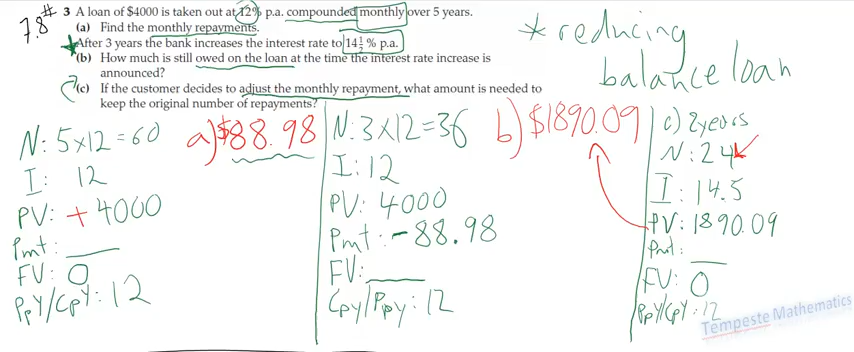 7.8 # 3 A loan of $4000 is taken out at 12% p.a. compounded monthly over 5 years.
(a) Find the monthly repayments.
* After 3 years the bank increases the interest rate to 14½ % p.a.
(b) How much is still owed on the loan at the time the interest rate increase is
announced?
(c) If the customer decides to adjust the monthly repayment, what amount is needed to
keep the original number of repayments?
* reducing
balance loan
N: 5 x 12 = 60
I: 12
PV: + 4000
Pmt: __
FV: 0
PpY/CpY: 12
a) $88.98
N: 3 x 12 = 36
I: 12
PV: 4000
Pmt: -88.98
FV: __
CpY/PpY: 12
b) $1890.09
c) 2 years
N: 24
I: 14.5
PV: 1890.09
Pmt: __
FV: 0
PpY/CpY: 12
Tempeste Mathematics